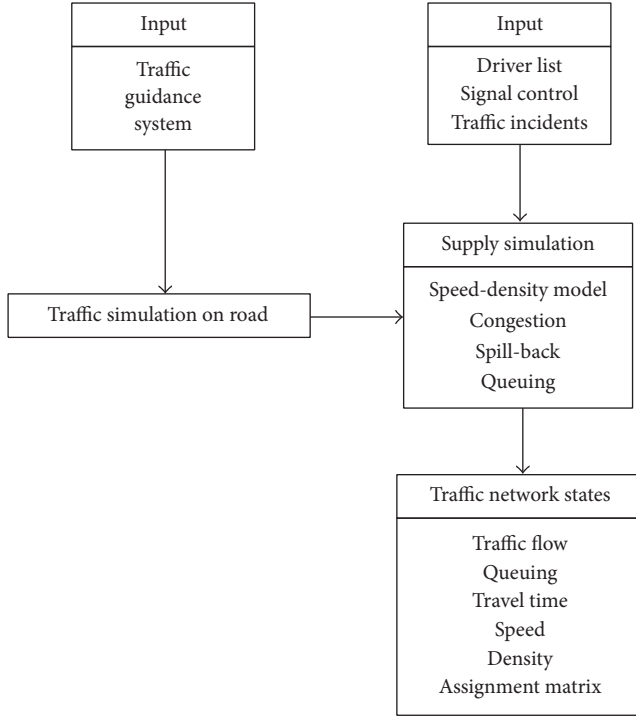 Input
Traffic
guidance
system
Input
Driver list
Signal control
Traffic incidents
Traffic simulation on road
Supply simulation
Speed-density model
Congestion
Spill-back
Queuing
Traffic network states
Traffic flow
Queuing
Travel time
Speed
Density
Assignment matrix